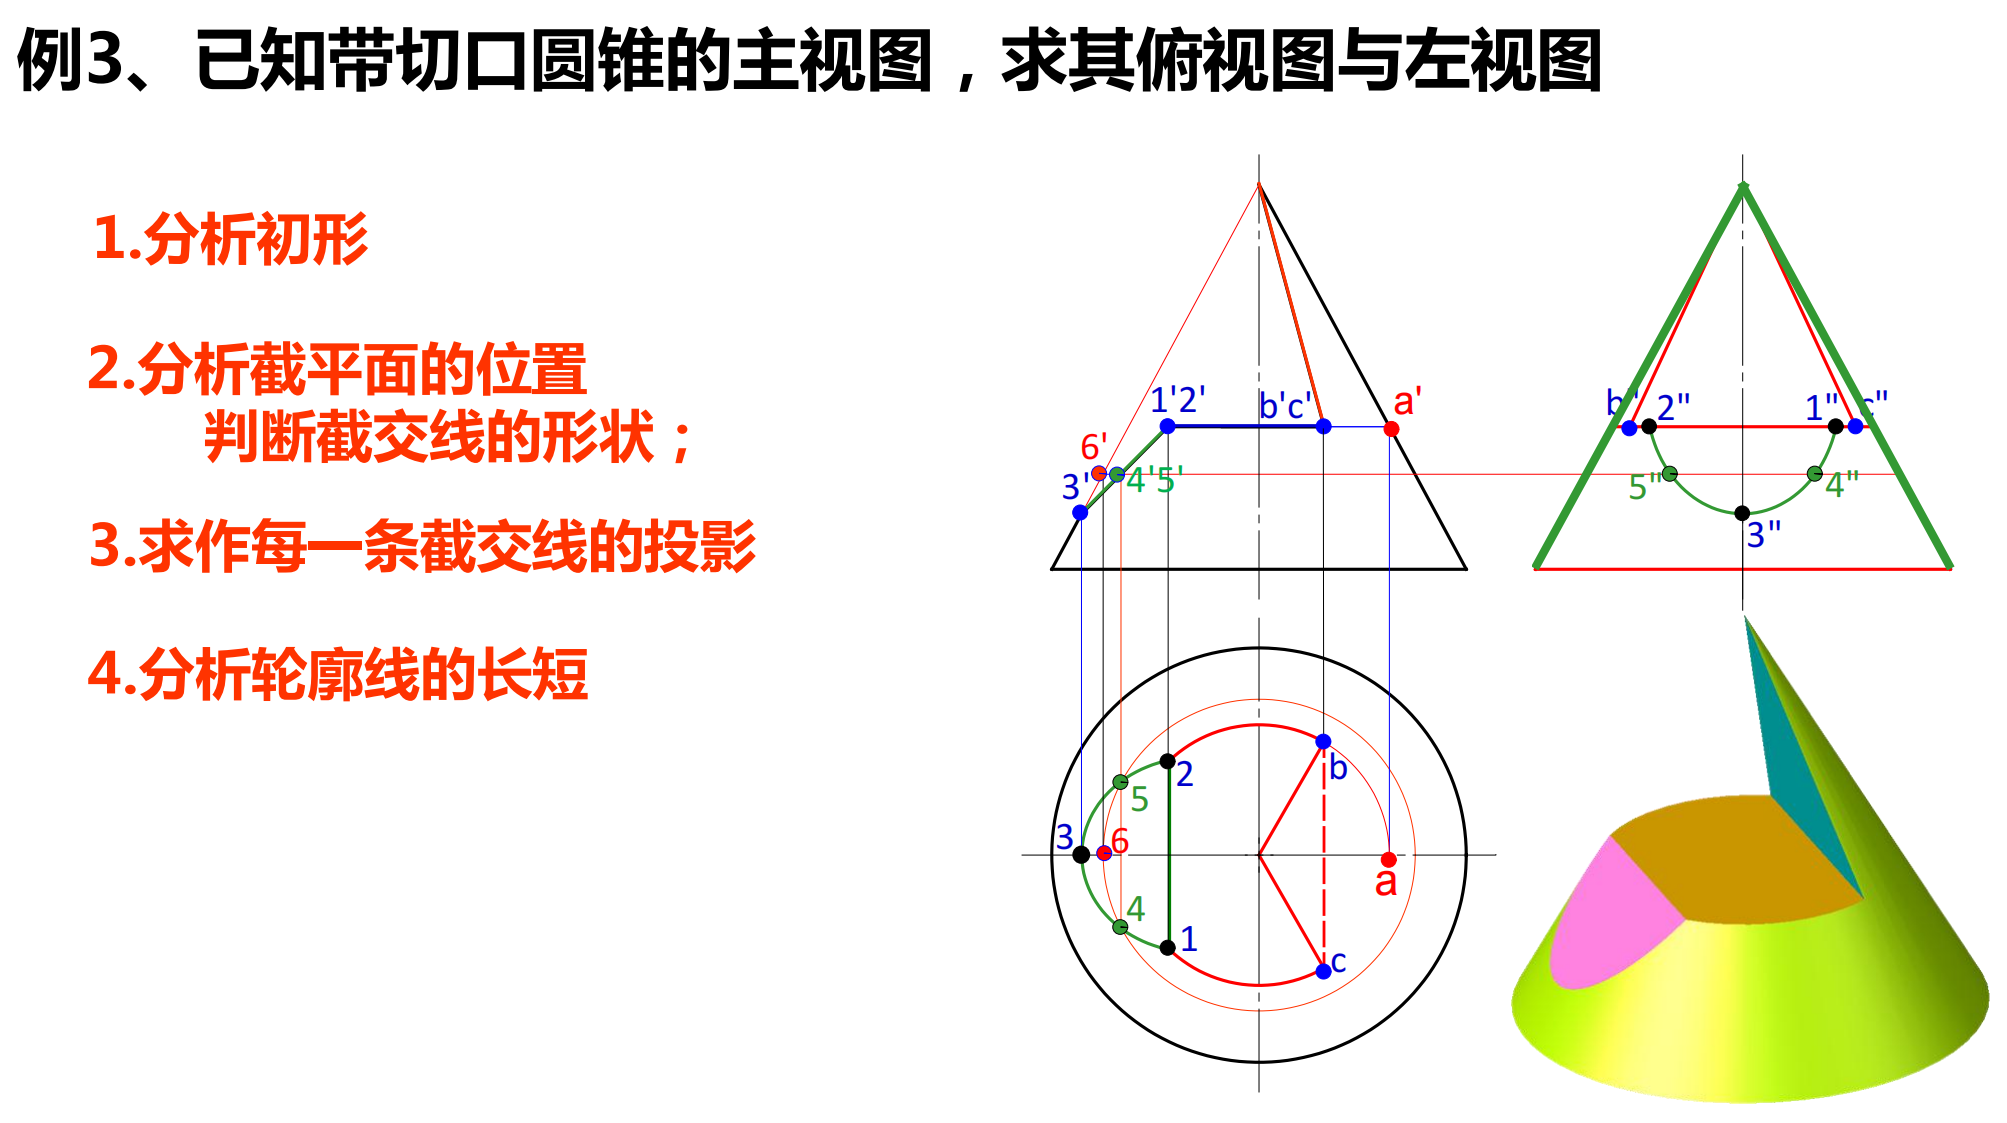 例3、已知带切口圆锥的主视图，求其俯视图与左视图
1.分析初形
2.分析截平面的位置
判断截交线的形状；
3.求作每一条截交线的投影
4.分析轮廓线的长短
1'2'
b'c'
a'
6'
3'
4'5'
b"
2"
1"
c"
5"
4"
3"
2
b
5
3
6
a
4
1
c